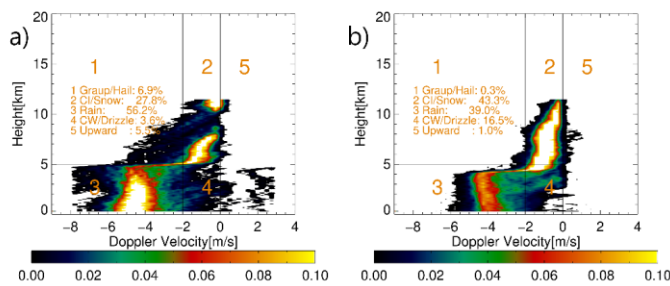 a)
20
15
10
5
0
Height[km]
1
2
5
1 Graup/Hail: 6.9%
2 CI/Snow: 27.8%
3 Rain: 56.2%
4 CW/Drizzle: 3.6%
5 Upward :
3
4
-8 -6 -4 -2 0 2 4
Doppler Velocity[m/s]
0.00 0.02 0.04 0.06 0.08 0.10
b)
20
15
10
5
0
Height[km]
1
2
5
1 Graup/Hail: 0.3%
2 CI/Snow: 43.3%
3 Rain: 39.0%
4 CW/Drizzle: 16.5%
5 Upward : 1.0%
3
4
-8 -6 -4 -2 0 2 4
Doppler Velocity[m/s]
0.00 0.02 0.04 0.06 0.08 0.10